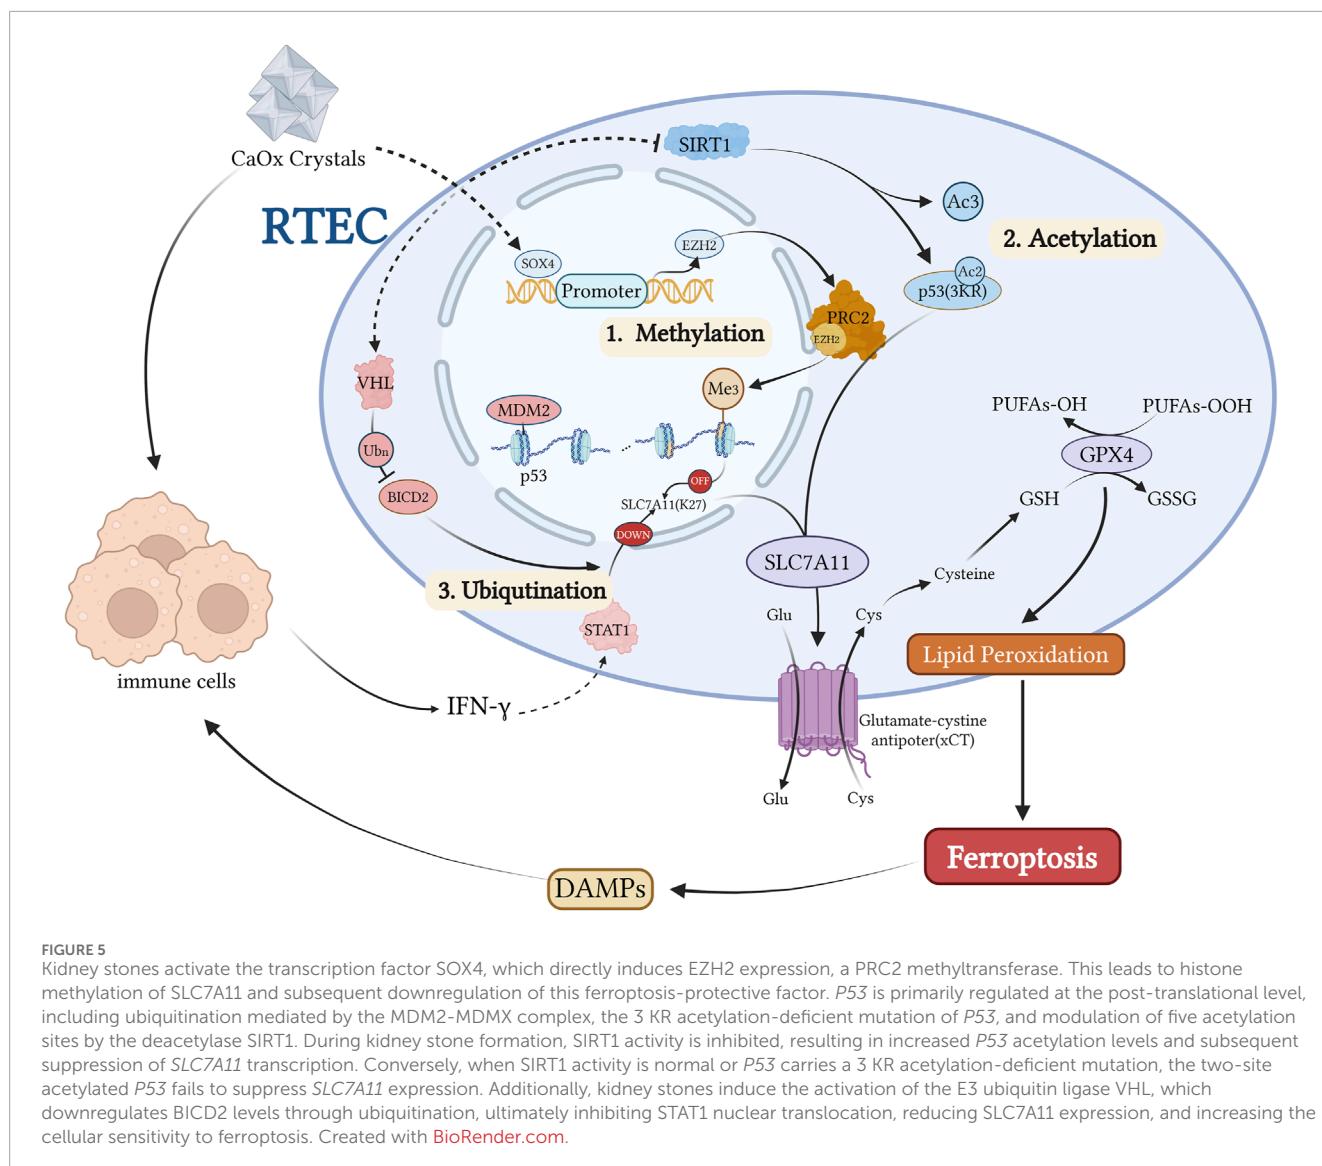 CaOx Crystals
RTEC
SIRT1
Ac3
2. Acetylation
Ac2
p53(3KR)
SOX4
Promoter
EZH2
1. Methylation
PRC2
EZH2
Me3
VHL
Ubn
BICD2
MDM2
p53
...
OFF
SLC7A11(K27)
DOWN
3. Ubiqutination
STAT1
SLC7A11
PUFAs-OH
PUFAs-OOH
GPX4
GSH
GSSG
Cysteine
Glu
Cys
Lipid Peroxidation
immune cells
IFN-γ
Glutamate-cystine
antipoter(xCT)
Glu
Cys
Ferroptosis
DAMPs
FIGURE 5
Kidney stones activate the transcription factor SOX4, which directly induces EZH2 expression, a PRC2 methyltransferase. This leads to histone
methylation of SLC7A11 and subsequent downregulation of this ferroptosis-protective factor. P53 is primarily regulated at the post-translational level,
including ubiquitination mediated by the MDM2-MDMX complex, the 3 KR acetylation-deficient mutation of P53, and modulation of five acetylation
sites by the deacetylase SIRT1. During kidney stone formation, SIRT1 activity is inhibited, resulting in increased P53 acetylation levels and subsequent
suppression of SLC7A11 transcription. Conversely, when SIRT1 activity is normal or P53 carries a 3 KR acetylation-deficient mutation, the two-site
acetylated P53 fails to suppress SLC7A11 expression. Additionally, kidney stones induce the activation of the E3 ubiquitin ligase VHL, which
downregulates BICD2 levels through ubiquitination, ultimately inhibiting STAT1 nuclear translocation, reducing SLC7A11 expression, and increasing the
cellular sensitivity to ferroptosis. Created with BioRender.com.